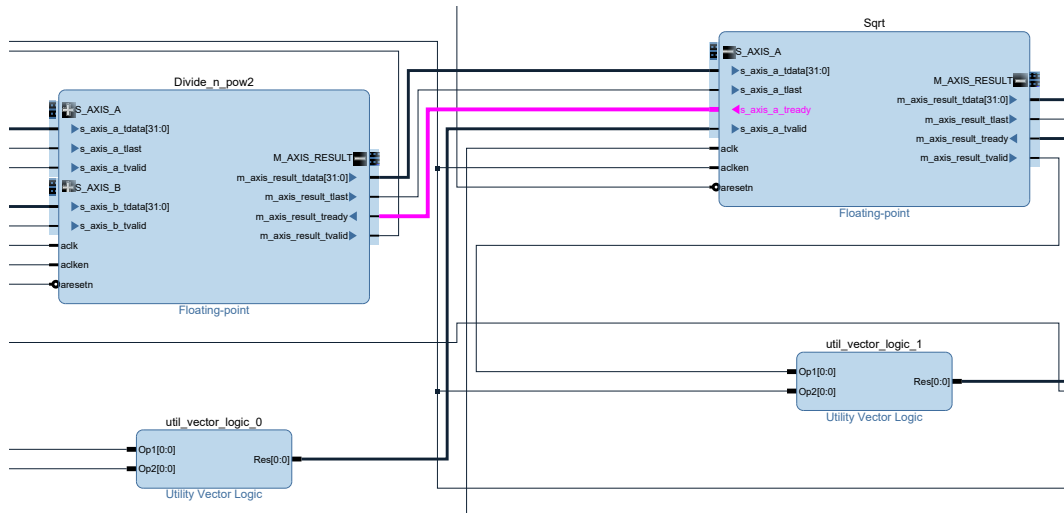 Divide_n_pow2
S_AXIS_A
s_axis_a_tdata[31:0]
s_axis_a_tlast
s_axis_a_tvalid
S_AXIS_B
s_axis_b_tdata[31:0]
s_axis_b_tvalid
aclk
aclken
aresetn
M_AXIS_RESULT
m_axis_result_tdata[31:0]
m_axis_result_tlast
m_axis_result_tready
m_axis_result_tvalid
Floating-point
Sqrt
S_AXIS_A
s_axis_a_tdata[31:0]
s_axis_a_tlast
s_axis_a_tready
s_axis_a_tvalid
aclk
aclken
aresetn
M_AXIS_RESULT
m_axis_result_tdata[31:0]
m_axis_result_tlast
m_axis_result_tready
m_axis_result_tvalid
Floating-point
util_vector_logic_1
Op1[0:0]
Op2[0:0]
Res[0:0]
Utility Vector Logic
util_vector_logic_0
Op1[0:0]
Op2[0:0]
Res[0:0]
Utility Vector Logic